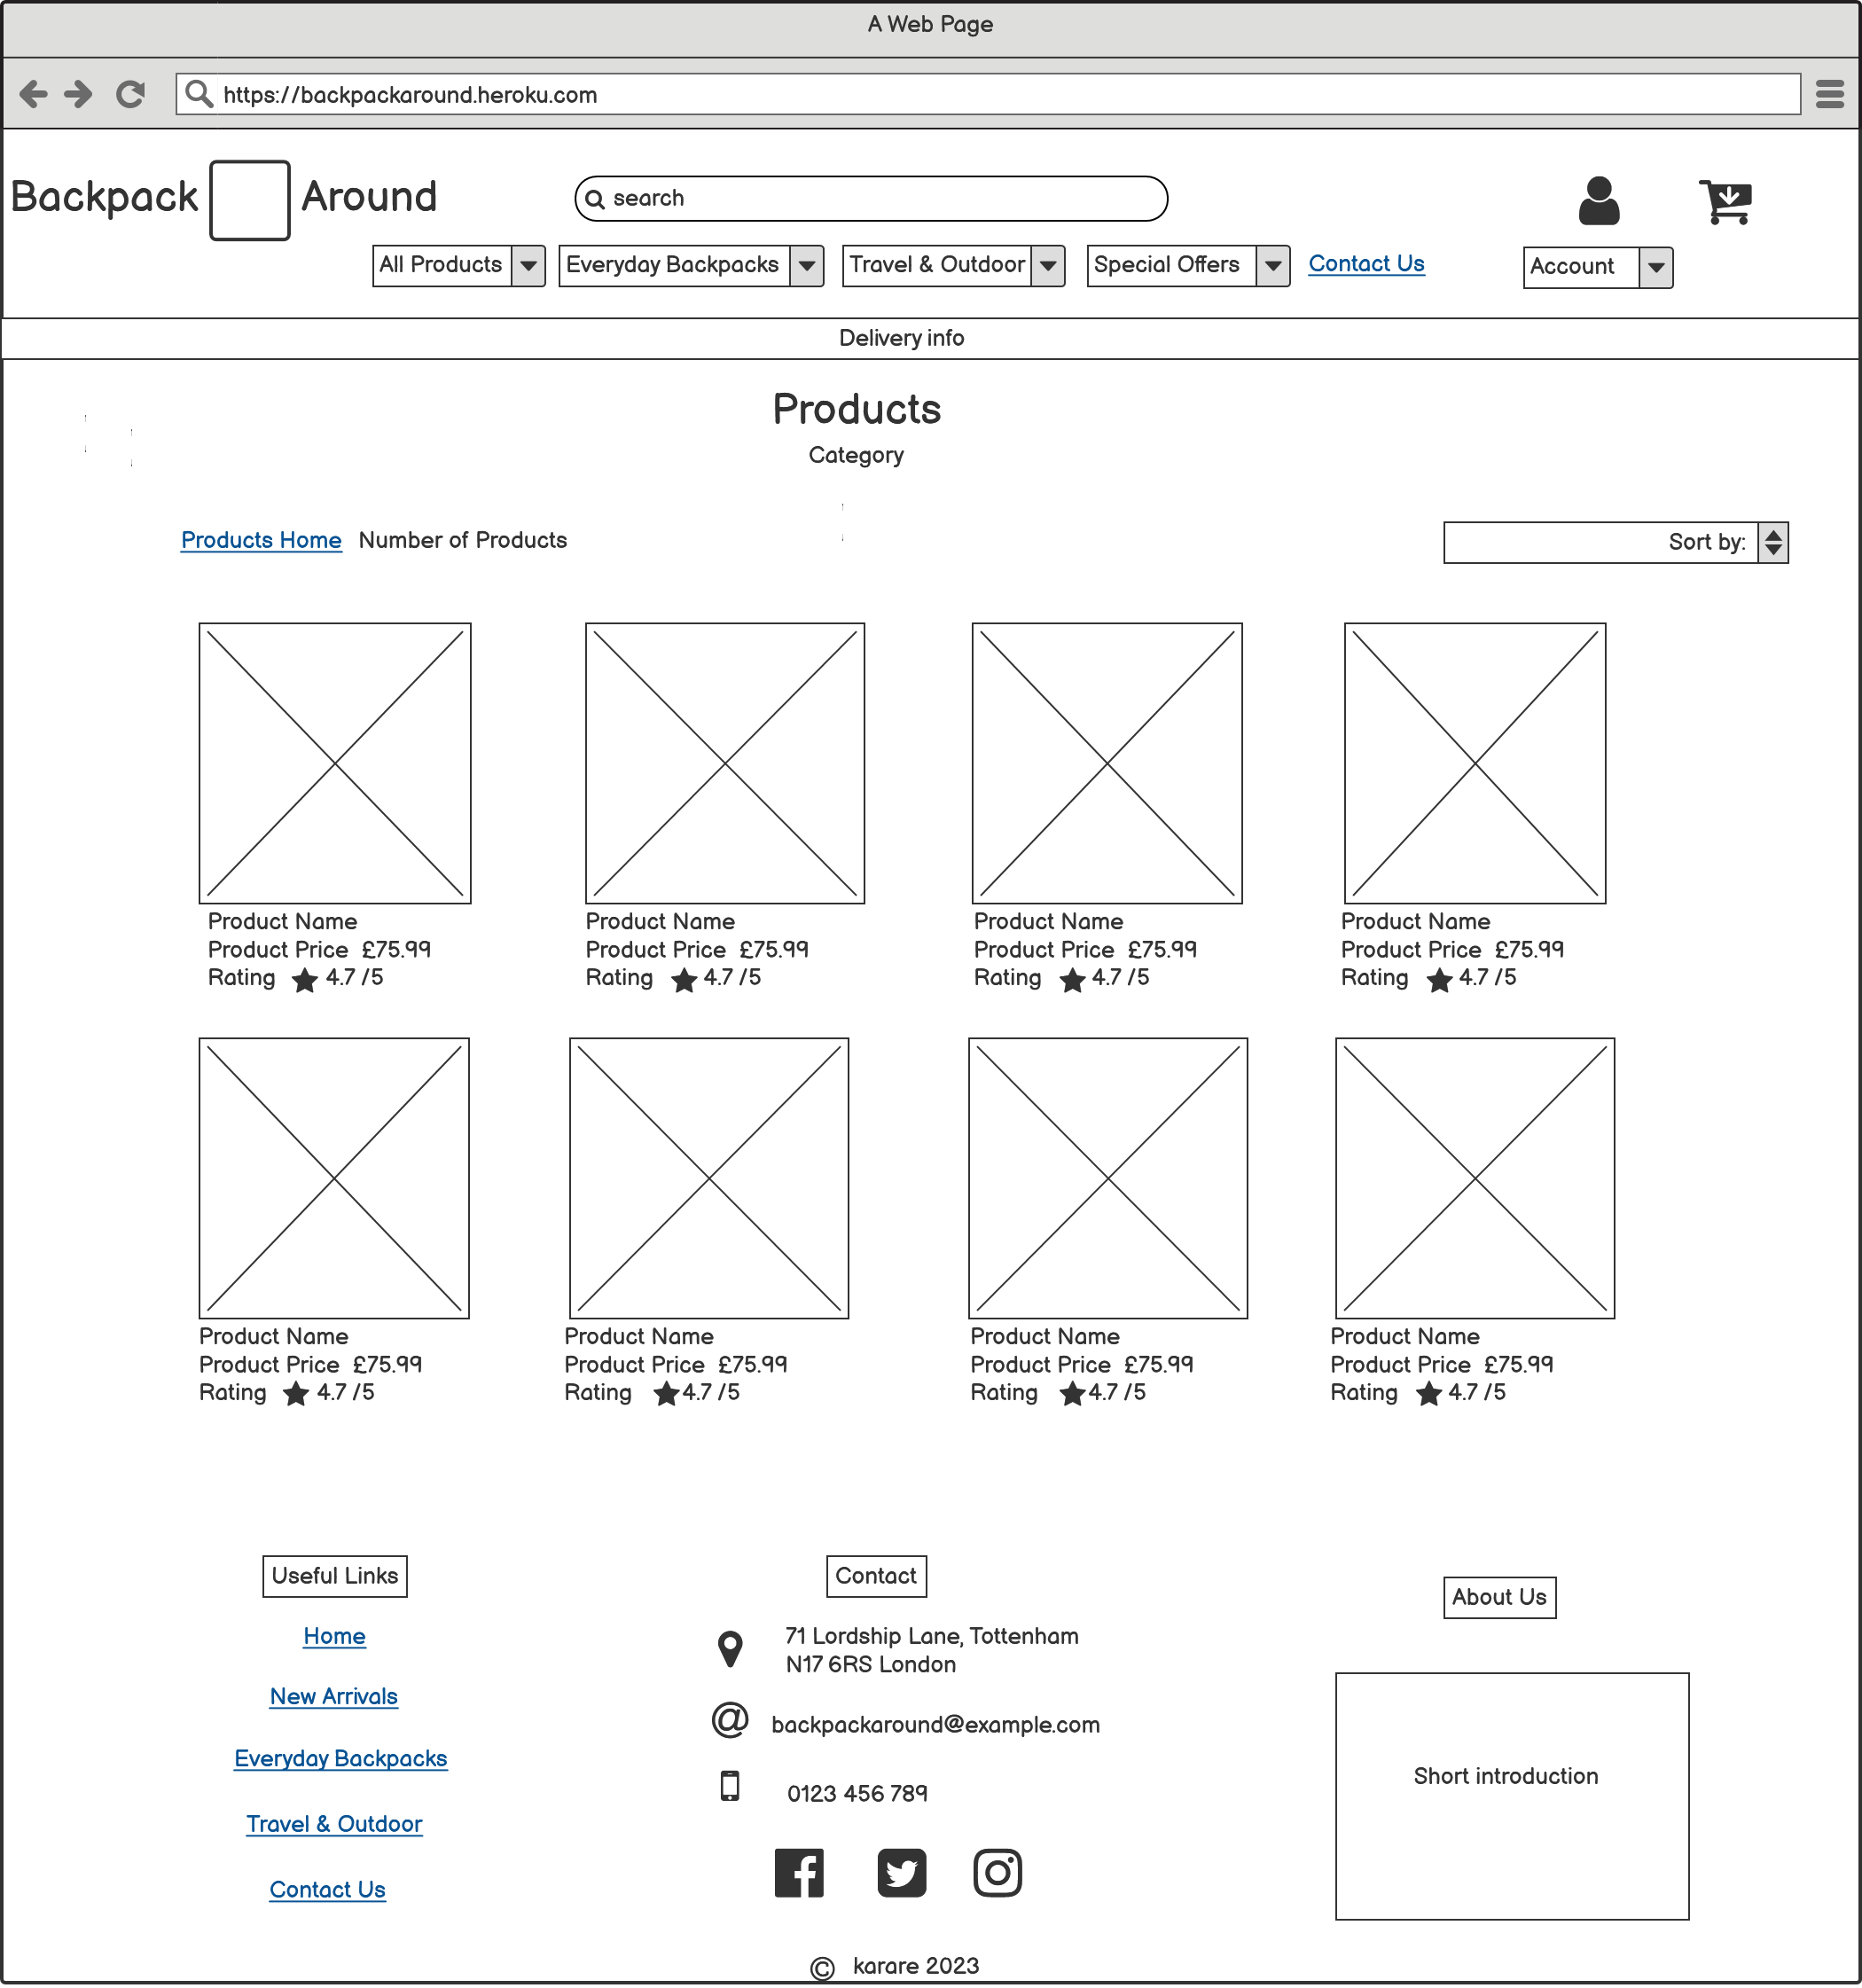 A Web Page
https://backpackaround.heroku.com
Backpack Around
search
All Products
Everyday Backpacks
Travel & Outdoor
Special Offers
Contact Us
Account
Delivery info
Products
Category
Products Home Number of Products
Sort by:
Product Name
Product Price £75.99
Rating 4.7 /5
Product Name
Product Price £75.99
Rating 4.7 /5
Product Name
Product Price £75.99
Rating 4.7 /5
Product Name
Product Price £75.99
Rating 4.7 /5
Product Name
Product Price £75.99
Rating 4.7 /5
Product Name
Product Price £75.99
Rating 4.7 /5
Product Name
Product Price £75.99
Rating 4.7 /5
Product Name
Product Price £75.99
Rating 4.7 /5
Useful Links
Home
New Arrivals
Everyday Backpacks
Travel & Outdoor
Contact Us
Contact
71 Lordship Lane, Tottenham
N17 6RS London
@ backpackaround@example.com
0123 456 789
About Us
Short introduction
© karare 2023